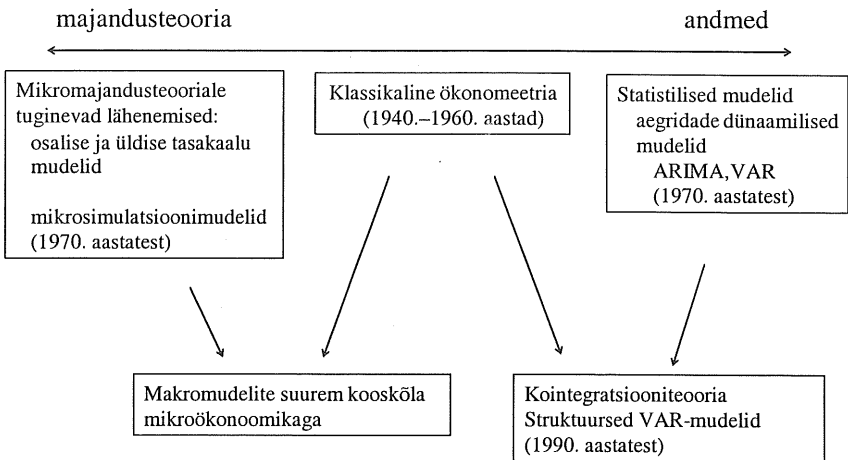 majandusteooria
andmed
Mikromajandusteooriale
tuginevad lähenemised:
osalise ja üldise tasakaalu
mudelid
mikrosimulatsioonimudelid
(1970. aastatest)
Klassikaline ökonomeetria
(1940.–1960. aastad)
Statistilised mudelid
aegridade dünaamilised
mudelid
ARIMA, VAR
(1970. aastatest)
Makromudelite suurem kooskõla
mikroökonoomikaga
Kointegratsiooniteooria
Struktuursed VAR-mudelid
(1990. aastatest)